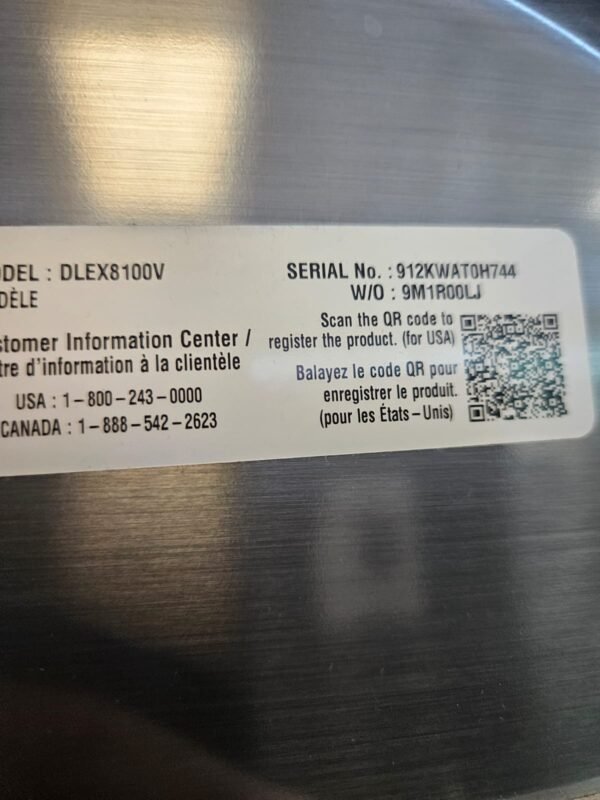 ODEL : DLEX8100V
DÈLE
stomer Information Center /
tre d'information à la clientèle
USA : 1-800-243-0000
CANADA : 1-888-542-2623
SERIAL No. : 912KWAT0H744
W/O : 9M1R00LJ
Scan the QR code to
register the product. (for USA)
Balayez le code QR pour
enregistrer le produit.
(pour les États-Unis)